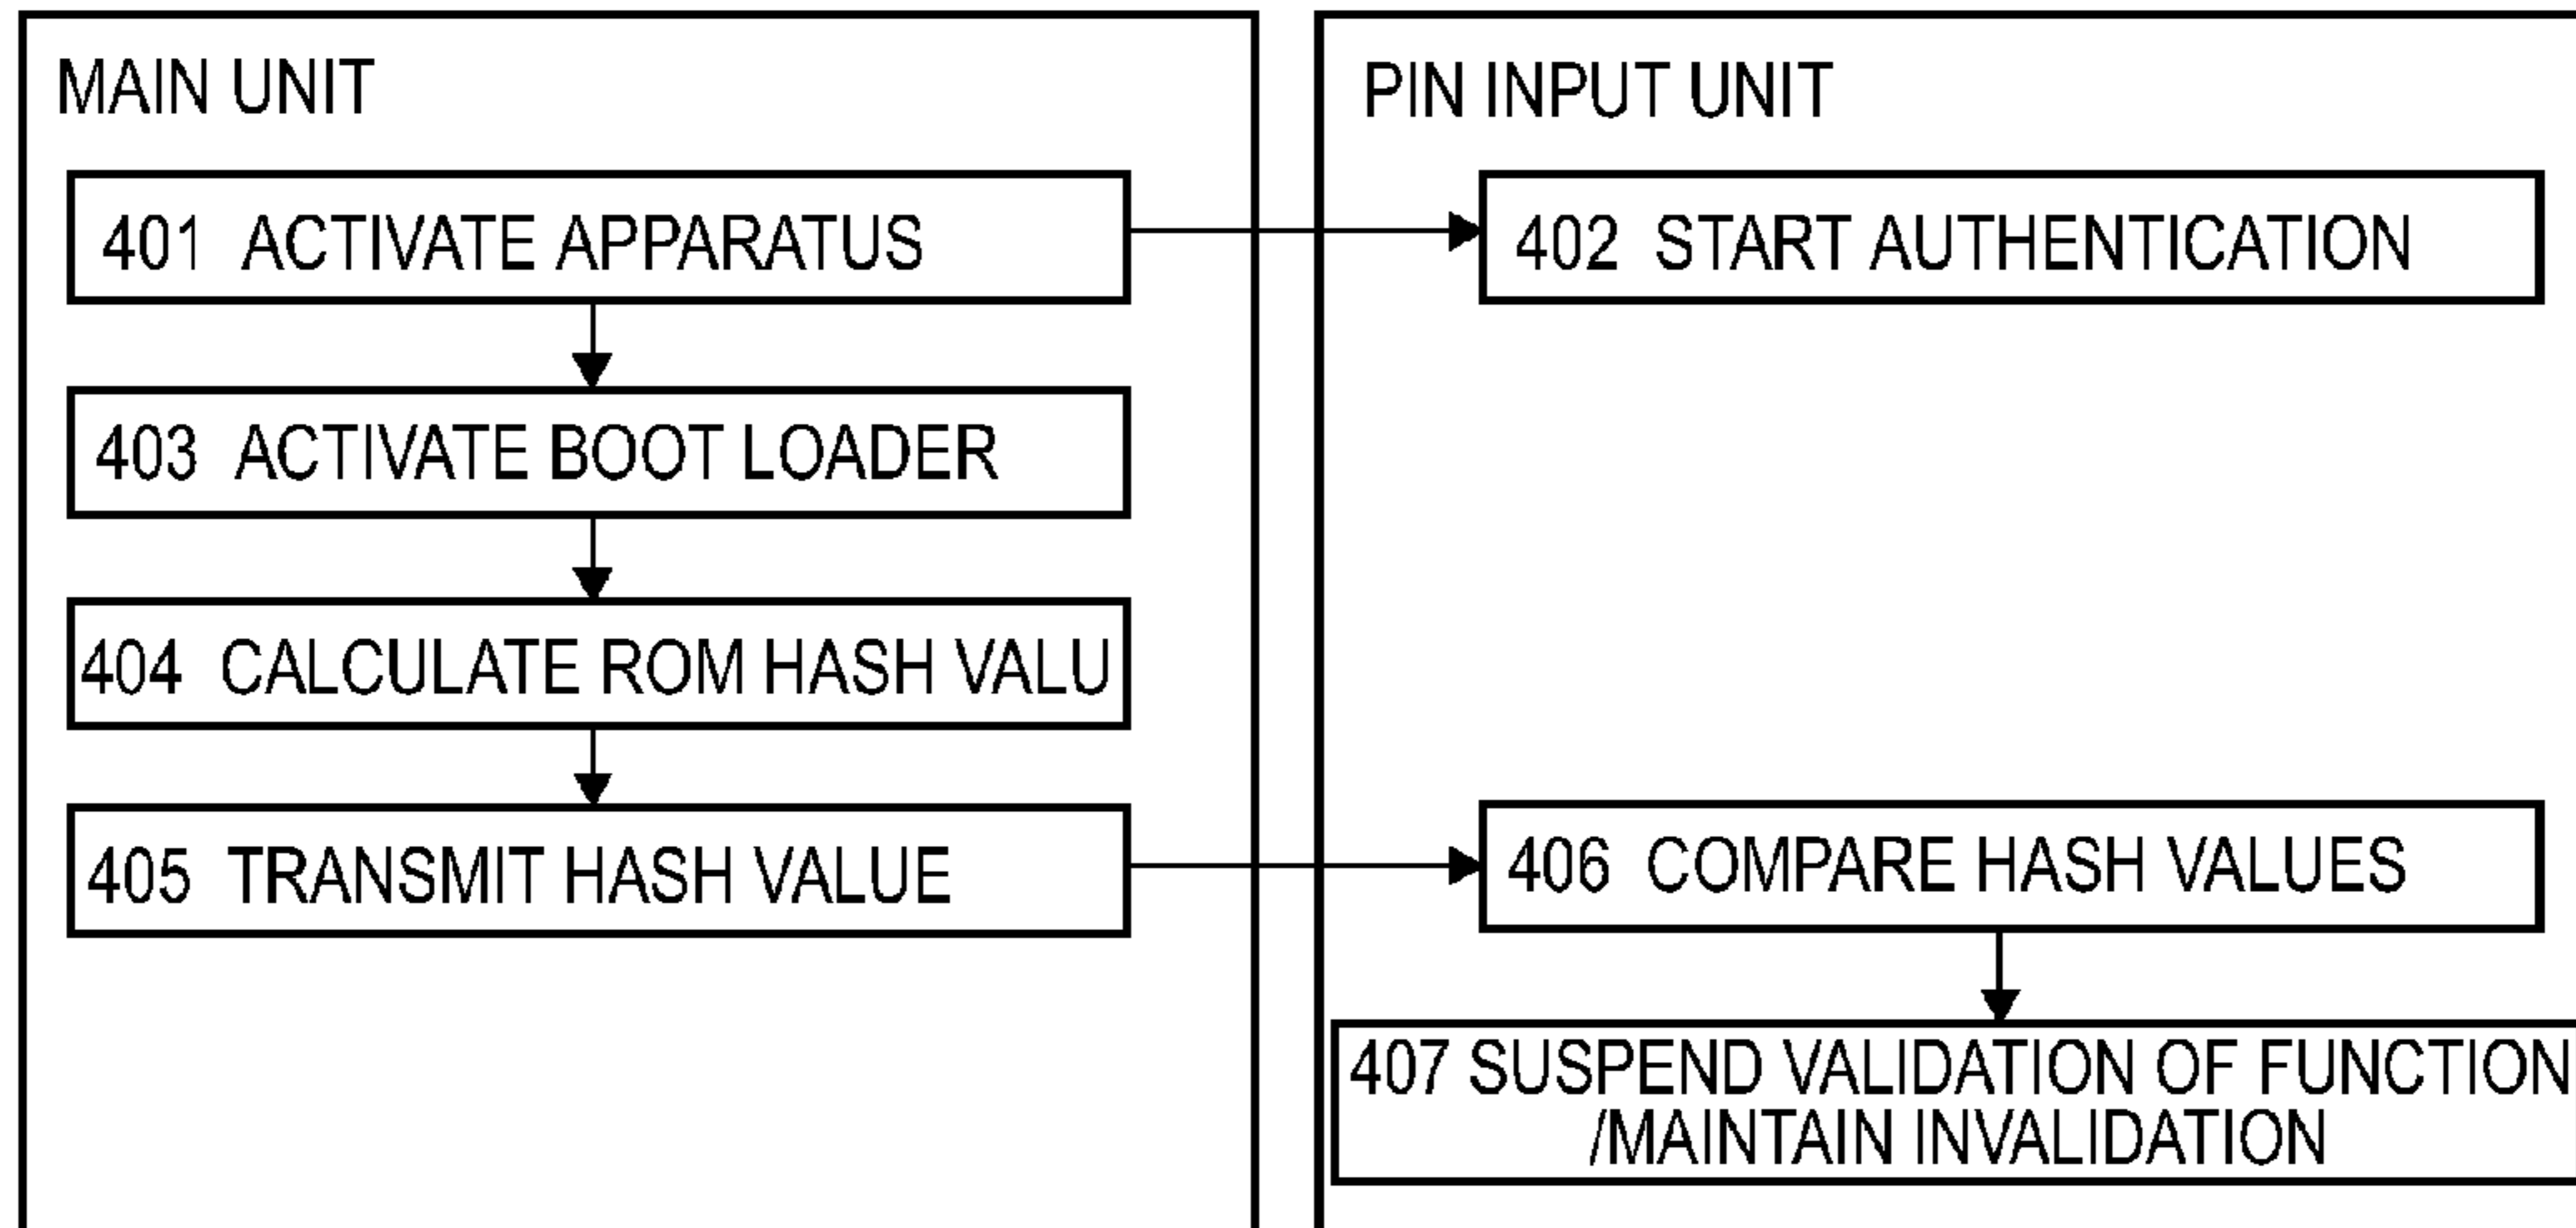 MAIN UNIT
401 ACTIVATE APPARATUS
403 ACTIVATE BOOT LOADER
404 CALCULATE ROM HASH VALU
405 TRANSMIT HASH VALUE
PIN INPUT UNIT
402 START AUTHENTICATION
406 COMPARE HASH VALUES
407 SUSPEND VALIDATION OF FUNCTION
/MAINTAIN INVALIDATION